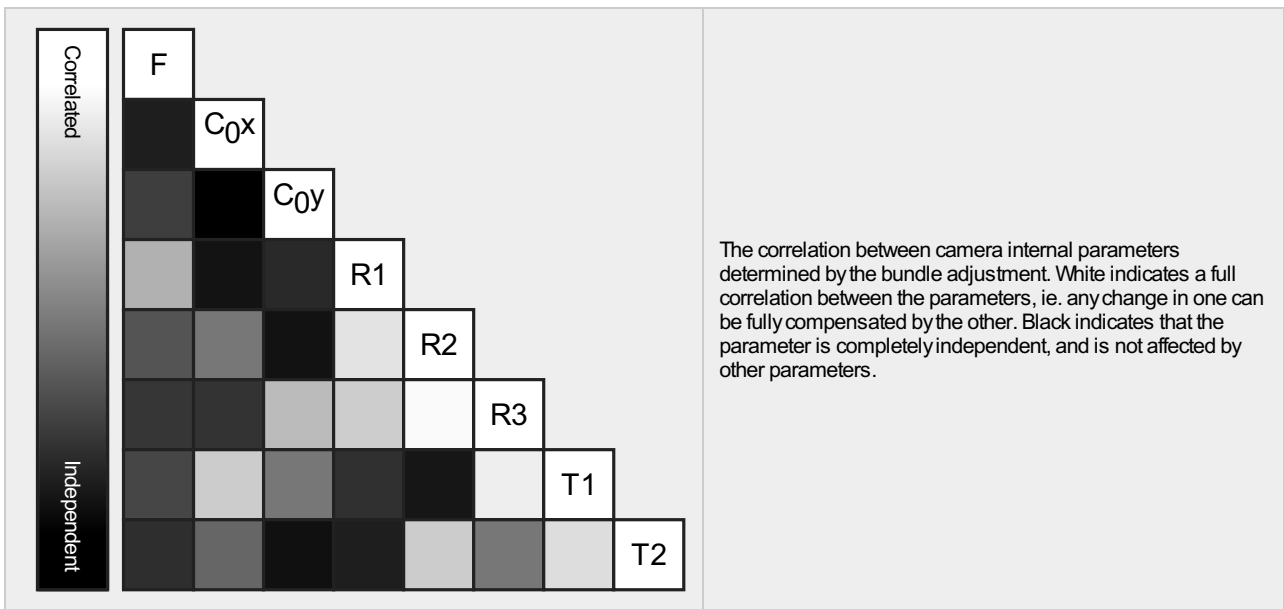 Correlated
Independent
F
C0x
C0y
R1
R2
R3
T1
T2
The correlation between camera internal parameters
determined by the bundle adjustment. White indicates a full
correlation between the parameters, ie. any change in one can
be fully compensated by the other. Black indicates that the
parameter is completely independent, and is not affected by
other parameters.